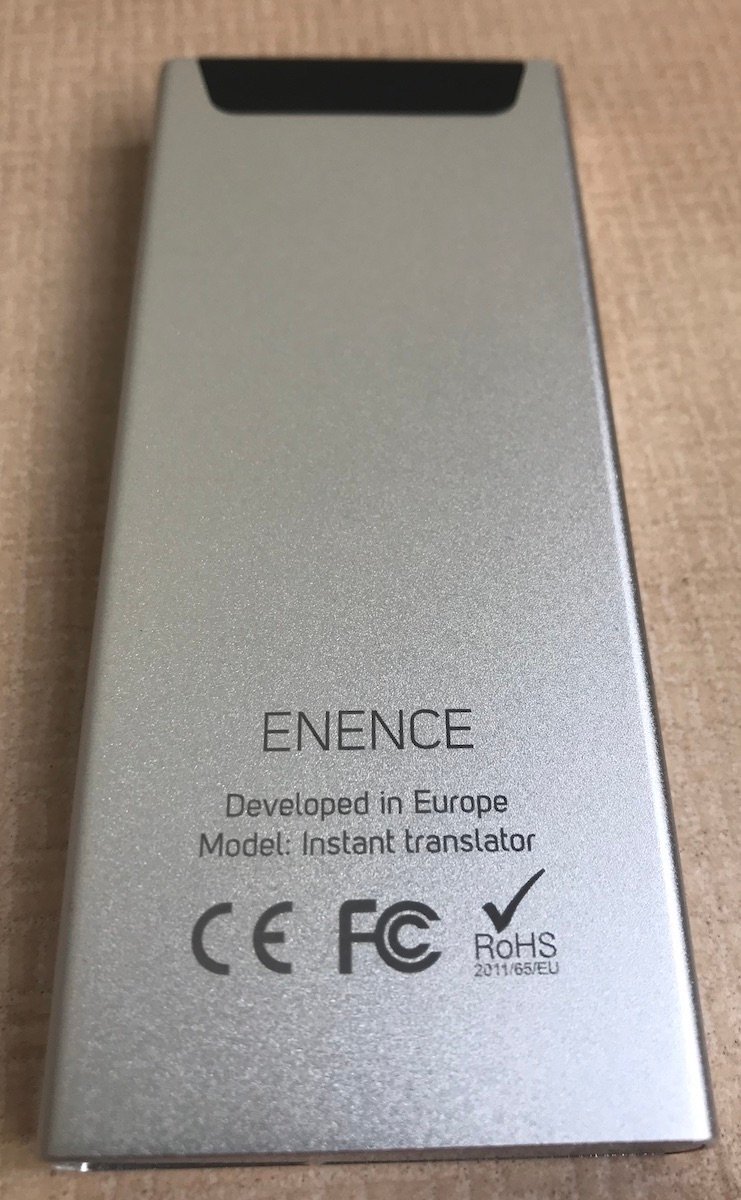 ENENCE
Developed in Europe
Model: Instant translator
CE FC RoHS
2011/65/EU